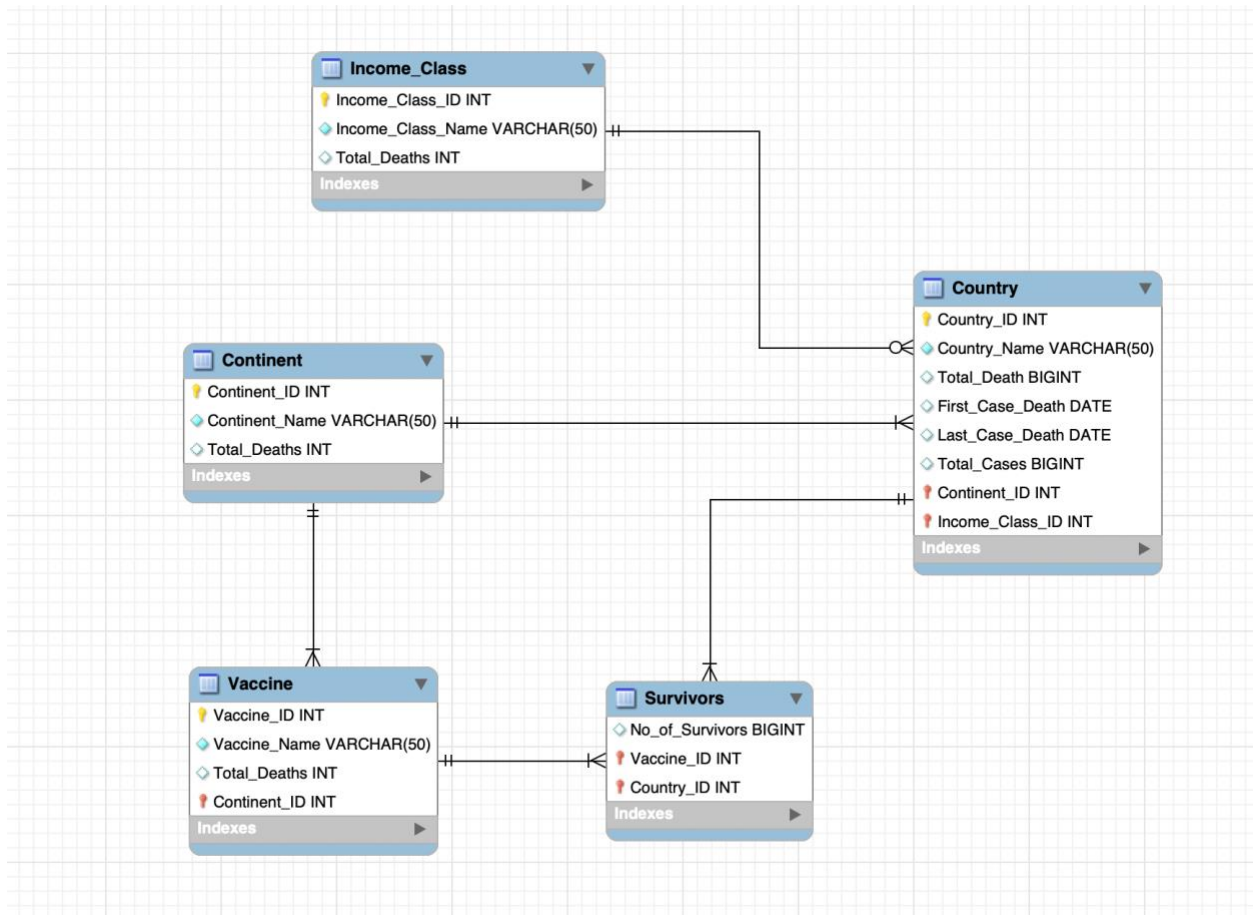 Income_Class
Income_Class_ID INT
Income_Class_Name VARCHAR(50)
Total_Deaths INT
Indexes
Country
Country_ID INT
Country_Name VARCHAR(50)
Total_Death BIGINT
First_Case_Death DATE
Last_Case_Death DATE
Total_Cases BIGINT
Continent_ID INT
Income_Class_ID INT
Indexes
Continent
Continent_ID INT
Continent_Name VARCHAR(50)
Total_Deaths INT
Indexes
Vaccine
Vaccine_ID INT
Vaccine_Name VARCHAR(50)
Total_Deaths INT
Continent_ID INT
Indexes
Survivors
No_of_Survivors BIGINT
Vaccine_ID INT
Country_ID INT
Indexes